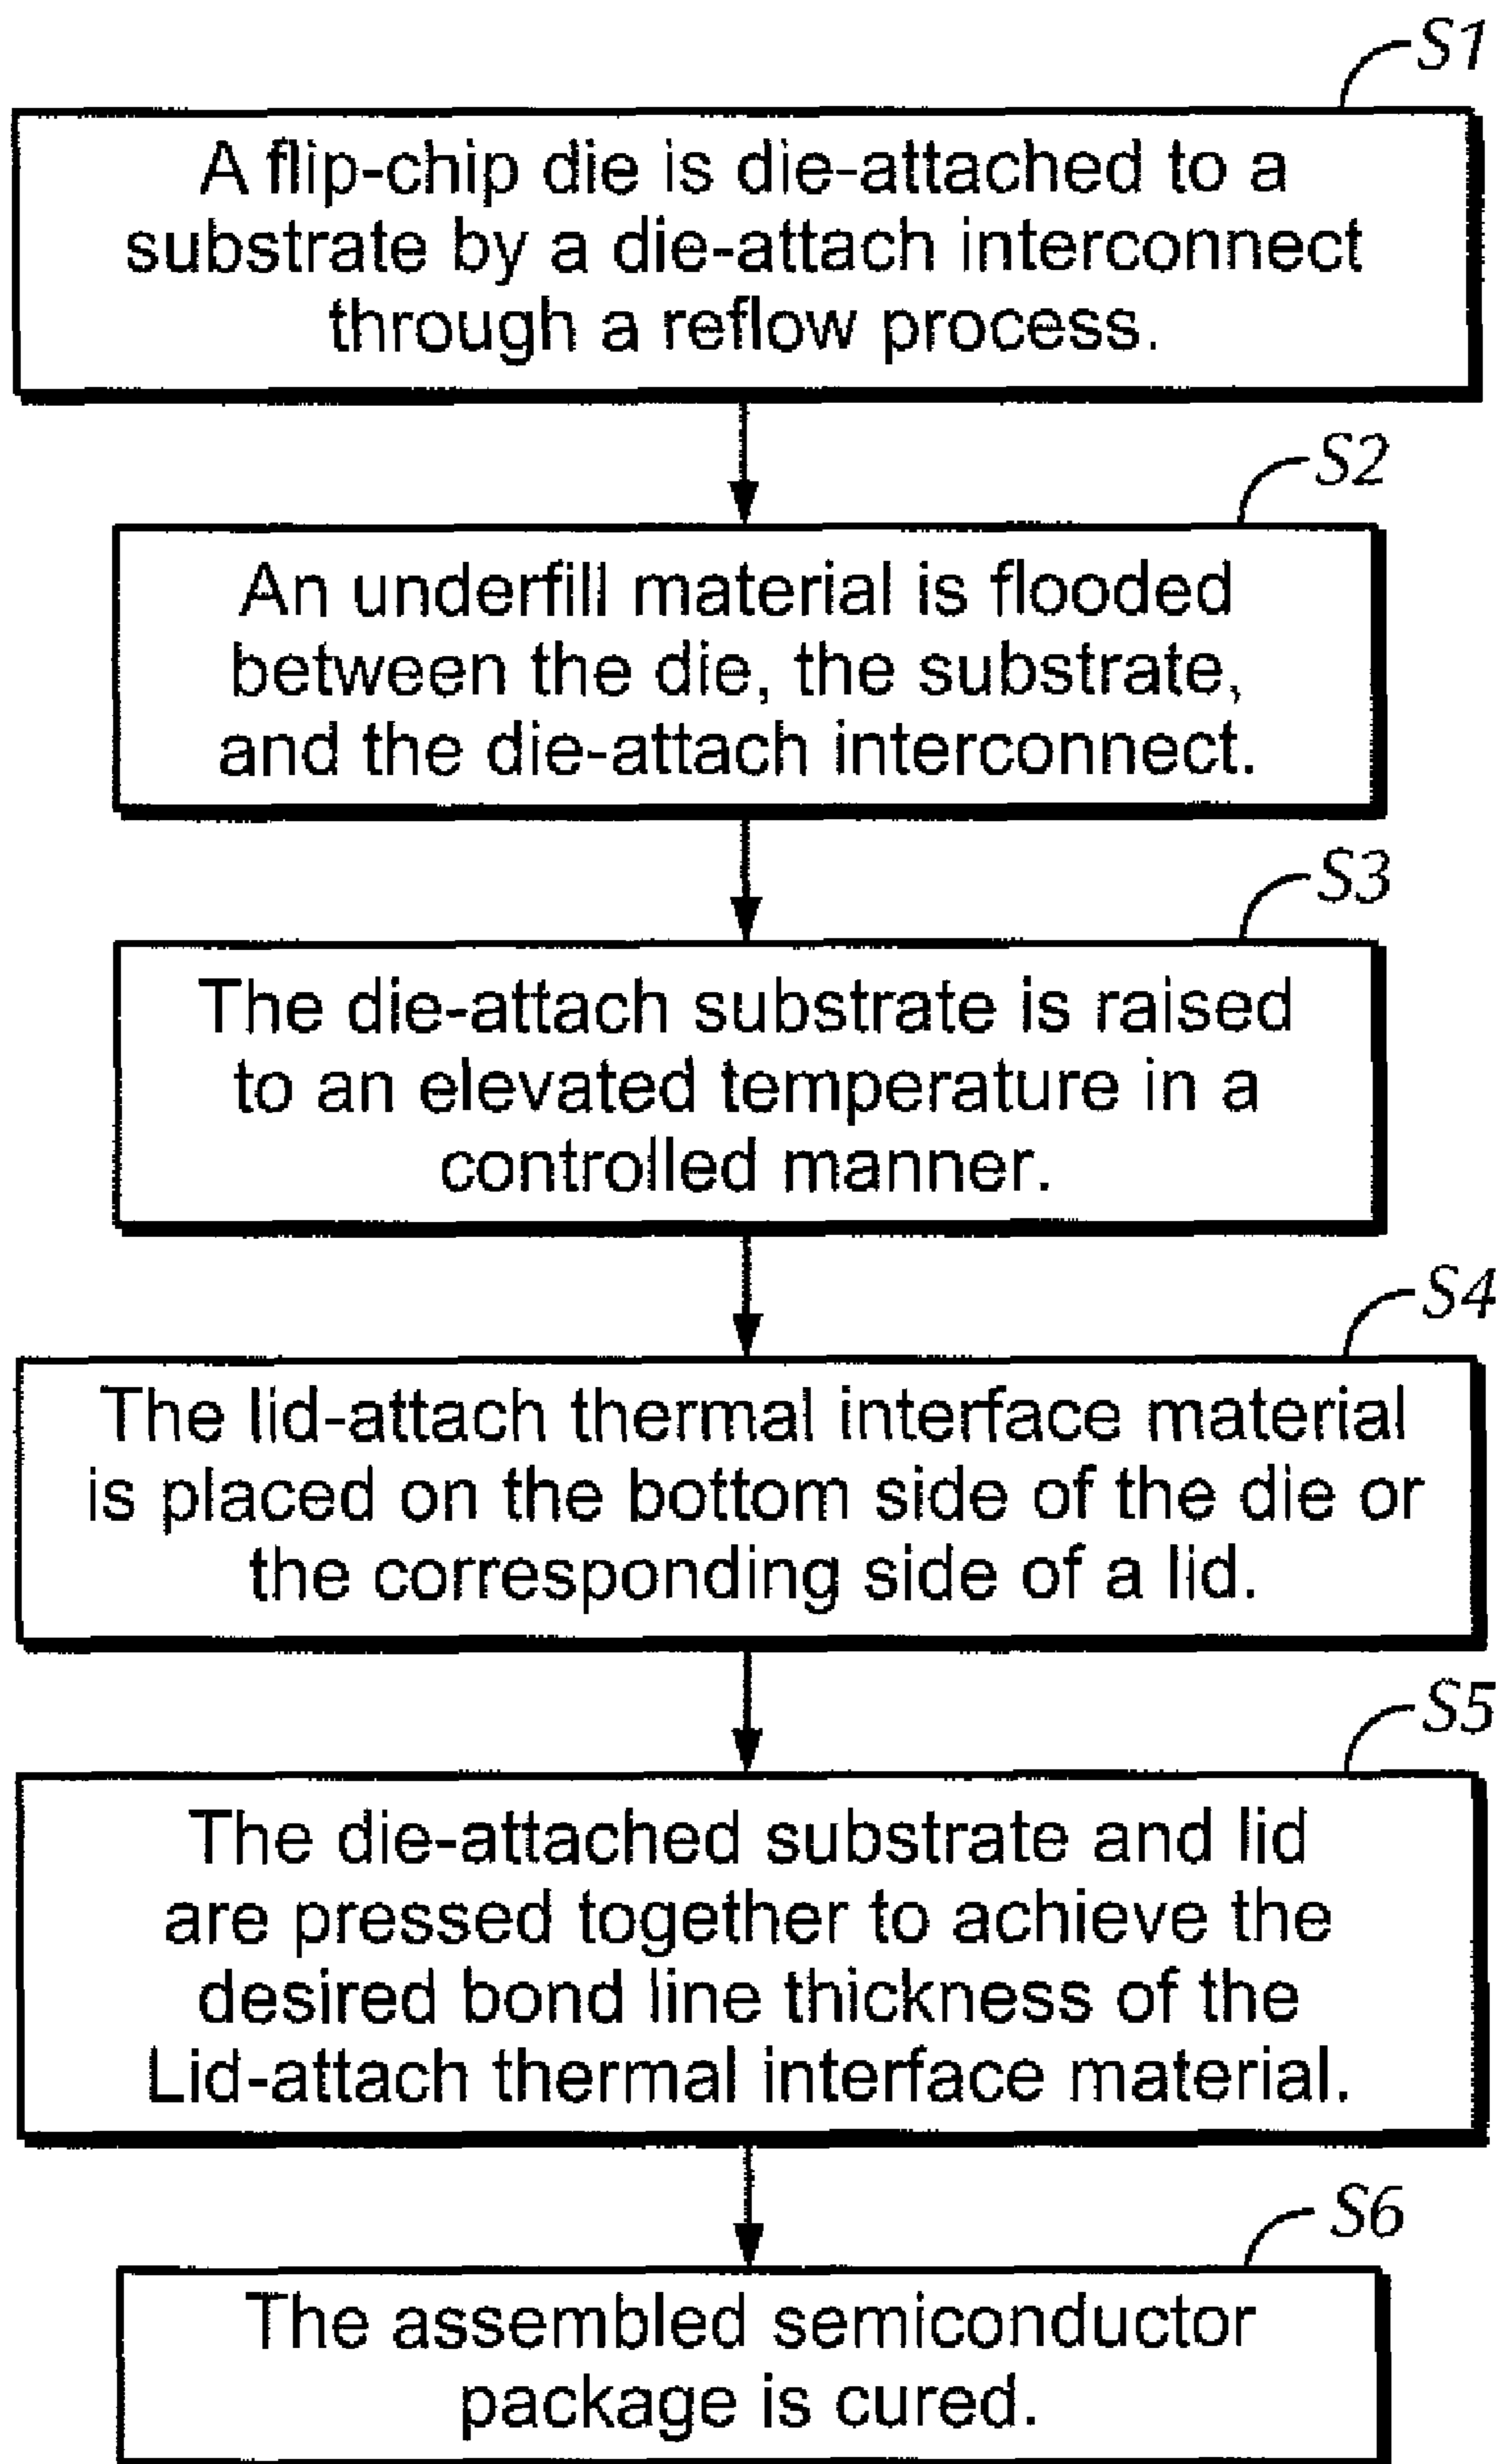 S1
A flip-chip die is die-attached to a
substrate by a die-attach interconnect
through a reflow process.
S2
An underfill material is flooded
between the die, the substrate,
and the die-attach interconnect.
S3
The die-attach substrate is raised
to an elevated temperature in a
controlled manner.
S4
The lid-attach thermal interface material
is placed on the bottom side of the die or
the corresponding side of a lid.
S5
The die-attached substrate and lid
are pressed together to achieve the
desired bond line thickness of the
Lid-attach thermal interface material.
S6
The assembled semiconductor
package is cured.